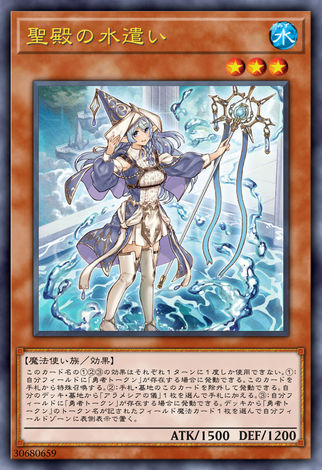 聖殿の水遣い
水
【魔法使い族／効果】
このカード名の①②③の効果はそれぞれ１ターンに１度しか使用できない。①：
自分フィールドに「勇者トークン」が存在する場合に発動できる。このカードを
手札から特殊召喚する。②：手札・墓地のこのカードを除外して発動できる。自
分のデッキ・墓地から「アラメシアの儀」１枚を選んで手札に加える。③：自分フィー
ルドに「勇者トークン」が存在する場合に発動できる。デッキから「勇者トー
クン」のトークン名が記されたフィールド魔法カード１枚を選んで自分フィー
ルドゾーンに表側表示で置く。
ATK/1500 DEF/1200
30680659